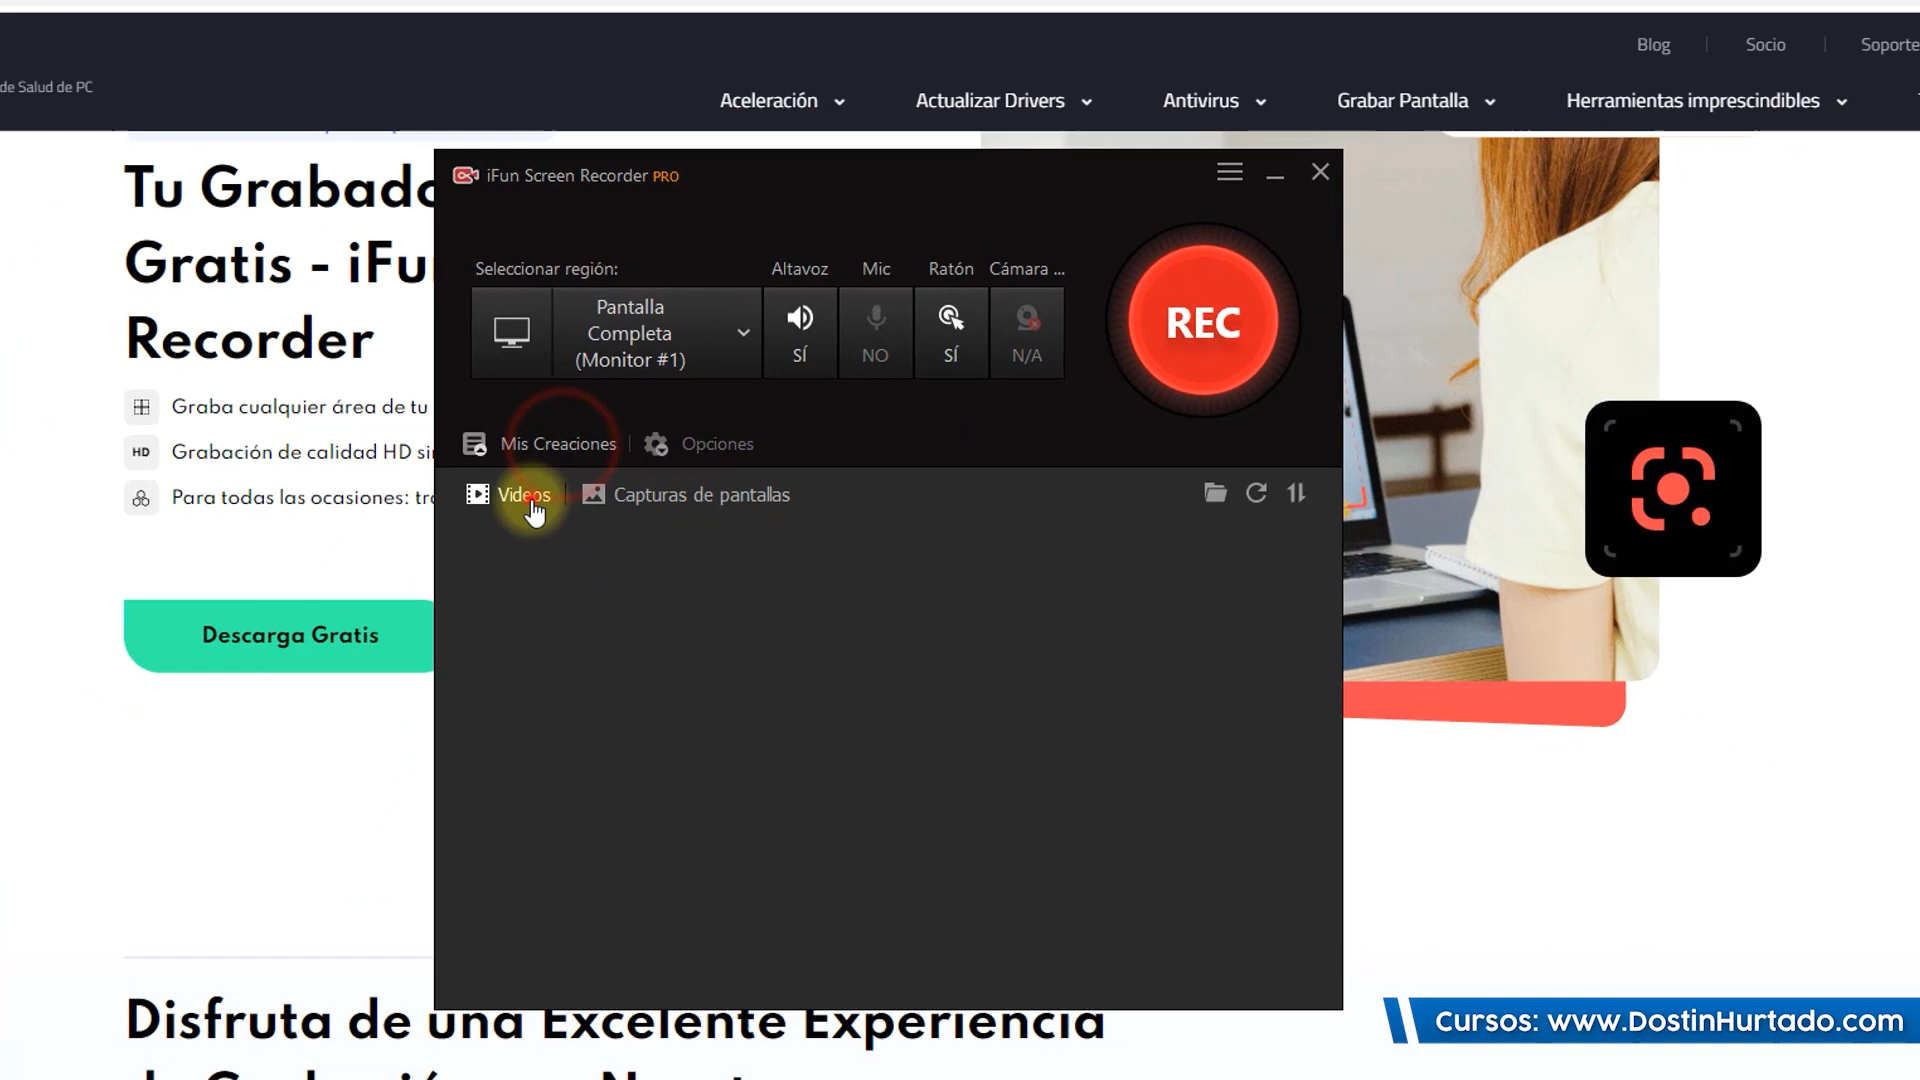 Blog
Socio
Soporte
de Salud de PC
Aceleración
Actualizar Drivers
Antivirus
Grabar Pantalla
Herramientas imprescindibles
Tu Grabado
Gratis - iFu
Recorder
Graba cualquier área de tu
HD Grabación de calidad HD si
Para todas las ocasiones: tr
Descarga Gratis
iFun Screen Recorder PRO
Seleccionar región:
Altavoz
Mic
Ratón
Cámara ...
Pantalla
Completa
(Monitor #1)
SÍ
NO
SÍ
N/A
REC
Mis Creaciones
Opciones
Videos
Capturas de pantallas
Disfruta de una Excelente Experiencia
Cursos: www.DostinHurtado.com